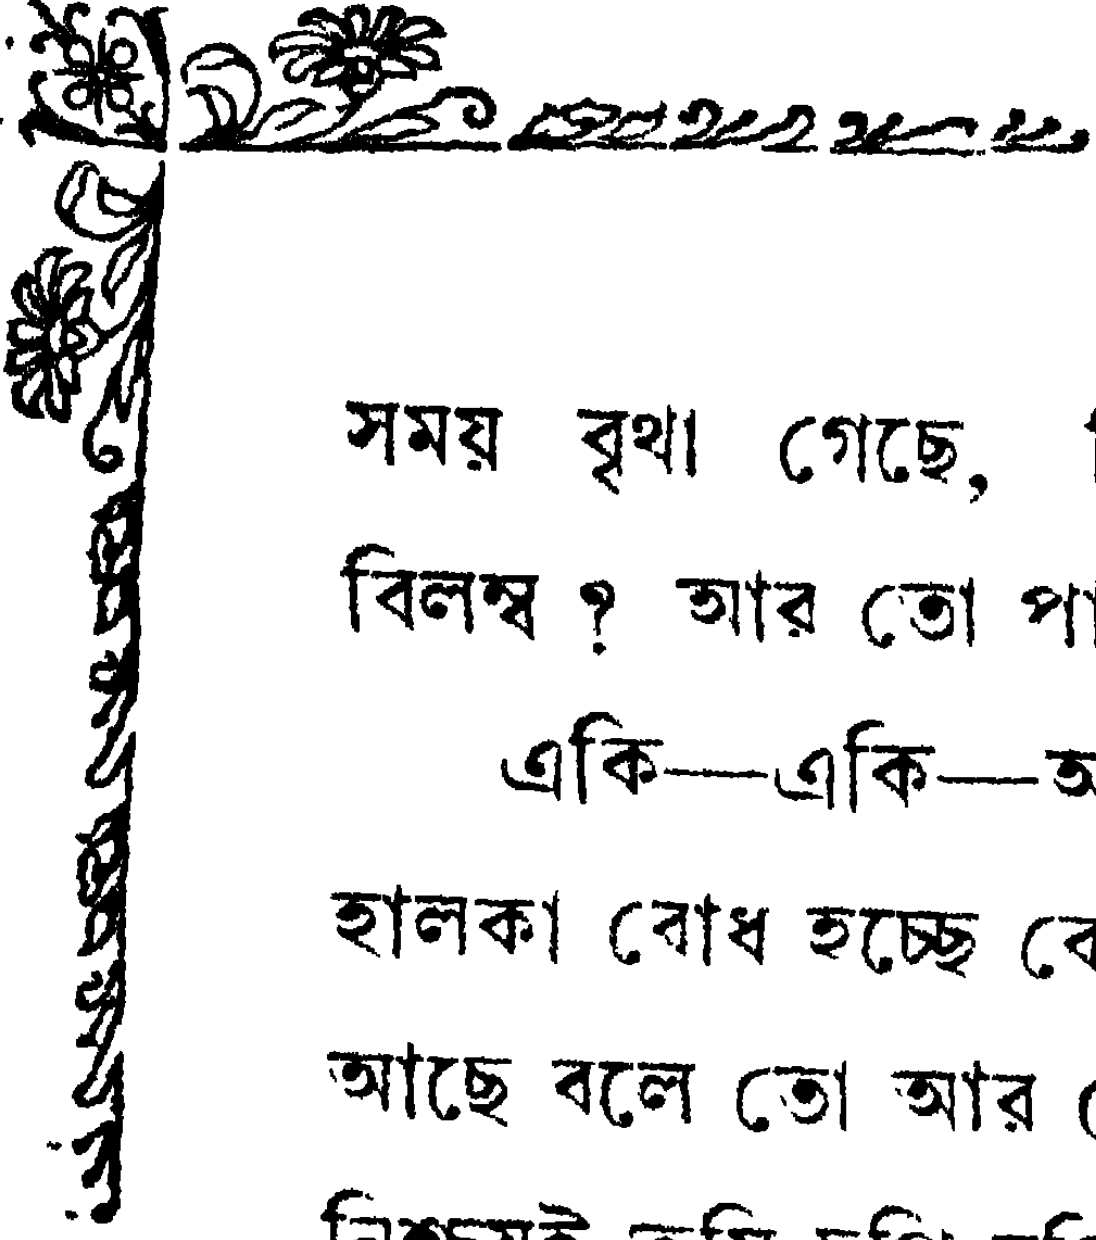 সময় বৃথা গেছে,
বিলম্ব ? আর তো পা
একি—একি—অ
হালকা বোধ হচ্ছে
আছে বলে তো আর